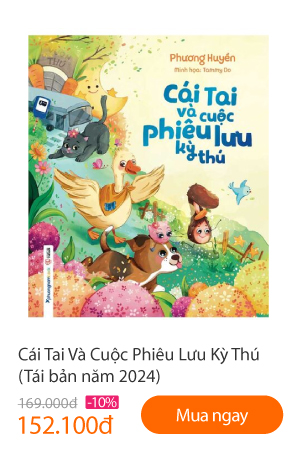 Phương Huyền
Minh họa: Tammy Do
Cái Tai
và cuộc
phiêu lưu
kỳ thú
Cái Tai Và Cuộc Phiêu Lưu Kỳ Thú
(Tái bản năm 2024)
169.000đ -10%
152.100đ
Mua ngay